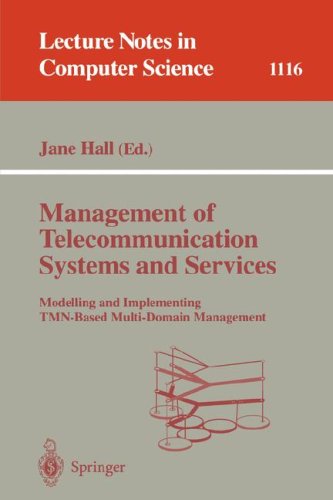 Lecture Notes in
Computer Science 1116
Jane Hall (Ed.)
Management of
Telecommunication
Systems and Services
Modelling and Implementing
TMN-Based Multi-Domain Management
Springer